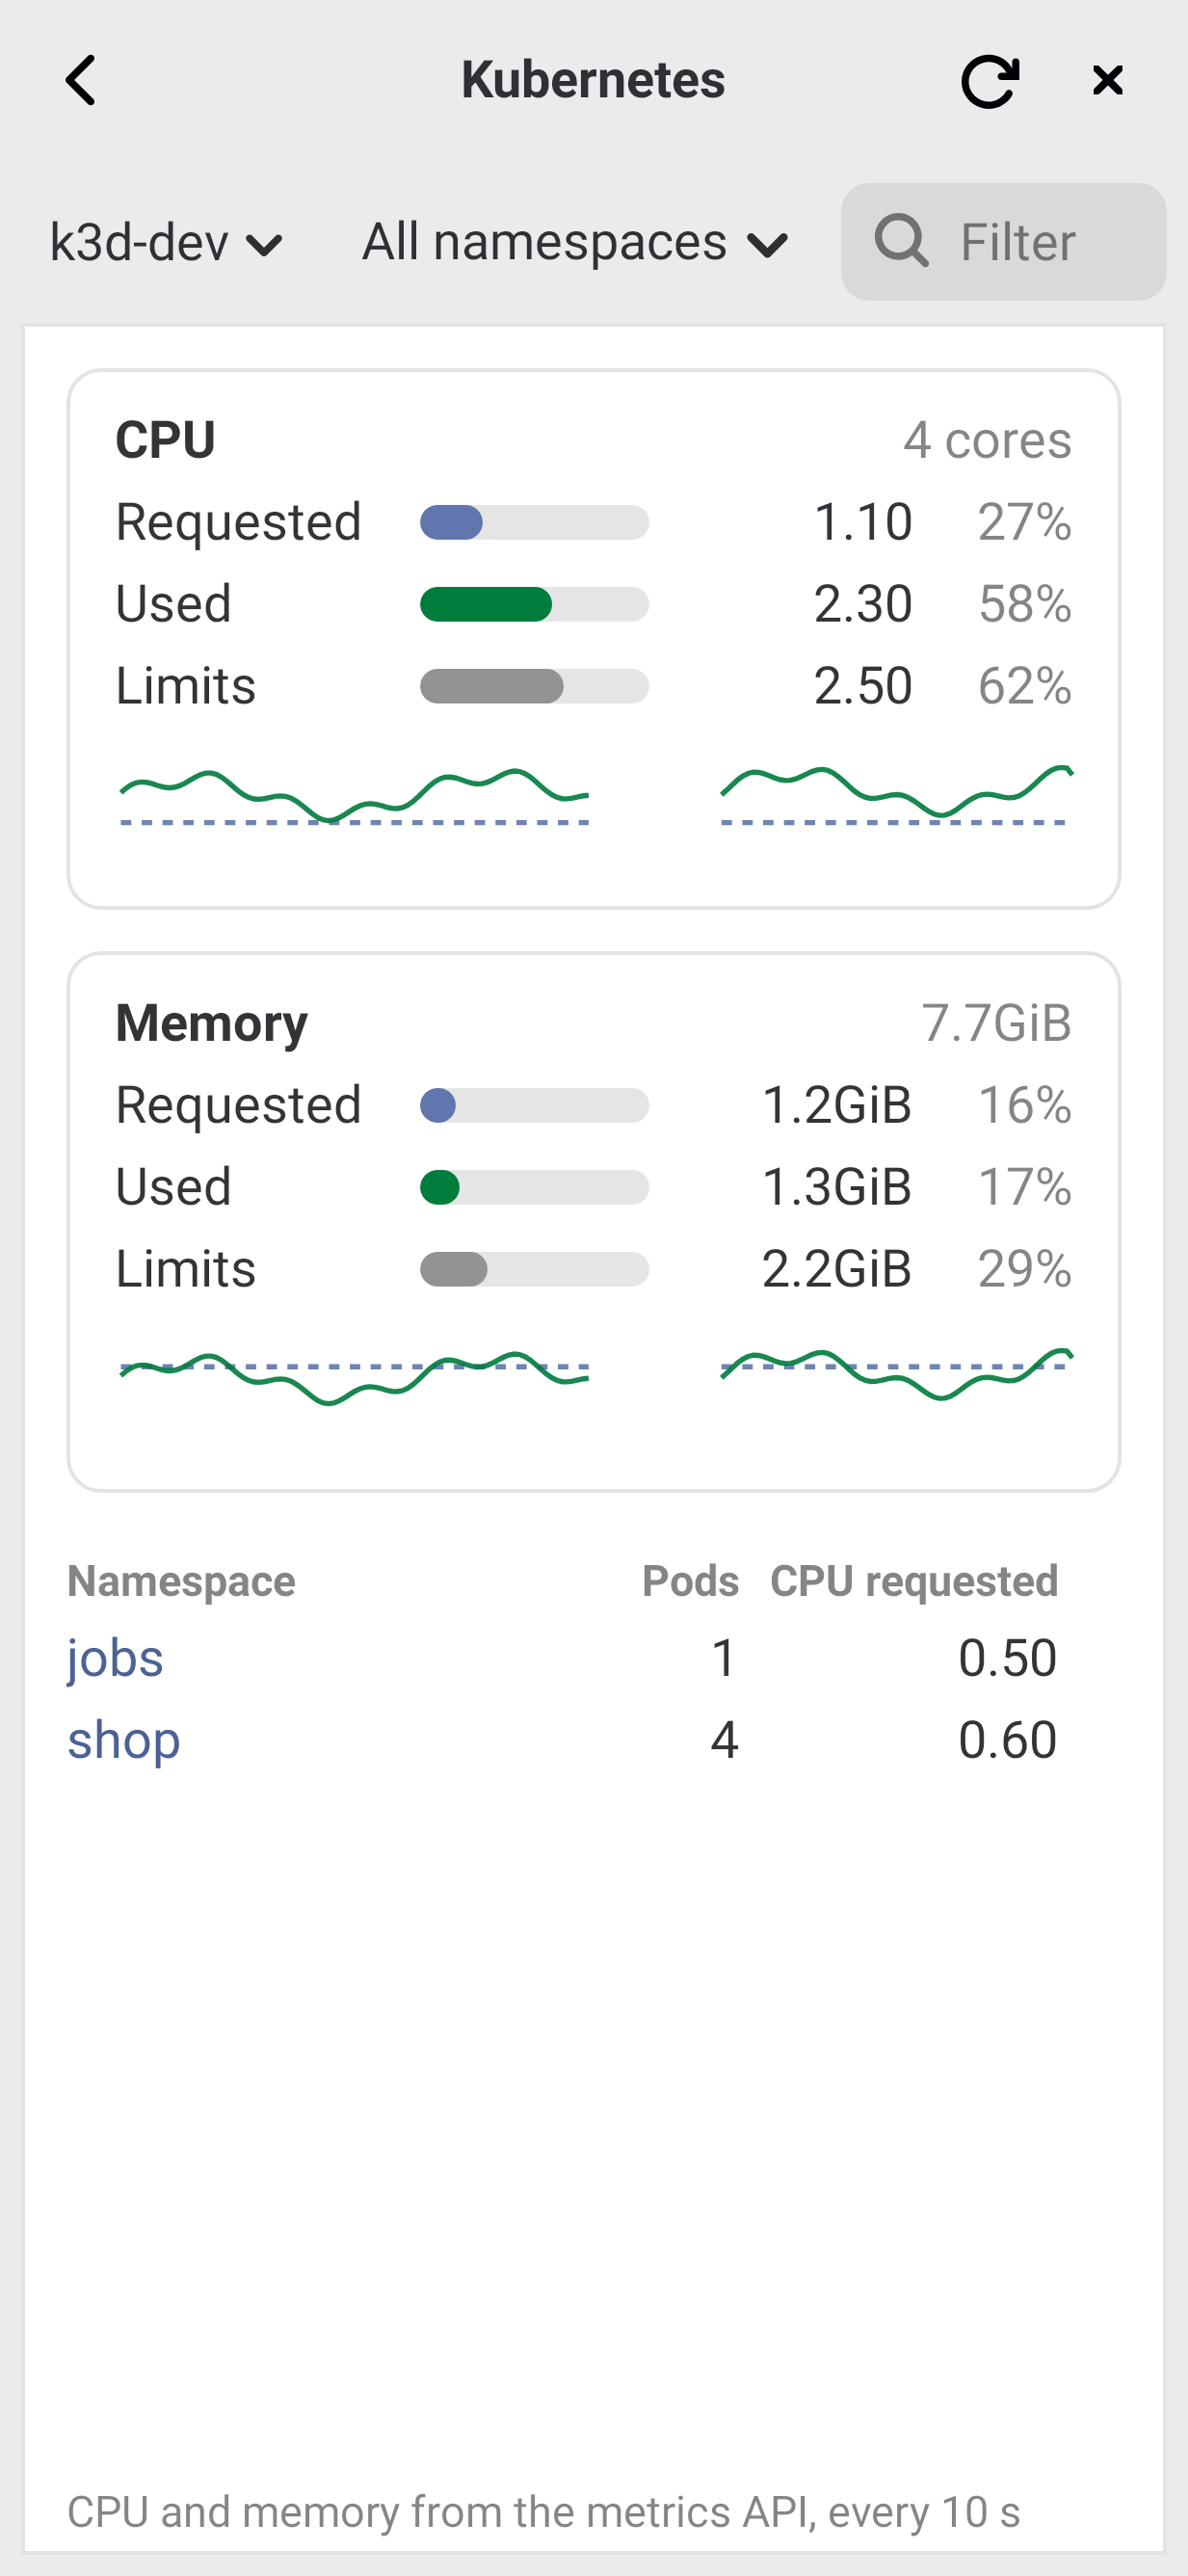 Kubernetes
k3d-dev All namespaces Filter
CPU 4 cores
Requested 1.10 27%
Used 2.30 58%
Limits 2.50 62%
Memory 7.7GiB
Requested 1.2GiB 16%
Used 1.3GiB 17%
Limits 2.2GiB 29%
Namespace Pods CPU requested
jobs 1 0.50
shop 4 0.60
CPU and memory from the metrics API, every 10 s